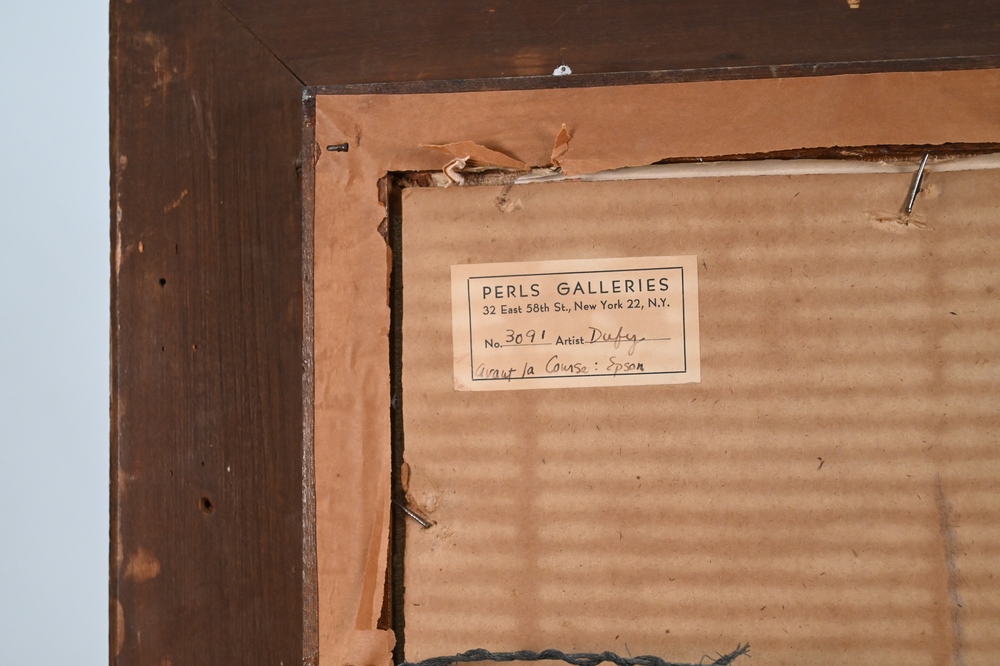 PERLS GALLERIES
32 East 58th St., New York 22, N.Y.
No. 3091 Artist Dufy
Avant la Course: Epson